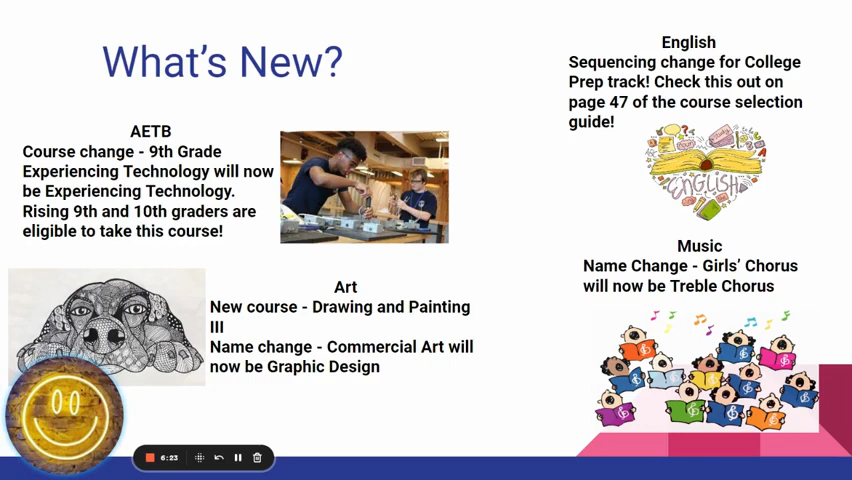 What's New?
AETB
Course change - 9th Grade
Experiencing Technology will now
be Experiencing Technology.
Rising 9th and 10th graders are
eligible to take this course!
Art
New course - Drawing and Painting
III
Name change - Commercial Art will
now be Graphic Design
English
Sequencing change for College
Prep track! Check this out on
page 47 of the course selection
guide!
ENGLISH
Music
Name Change - Girls' Chorus
will now be Treble Chorus
6:23